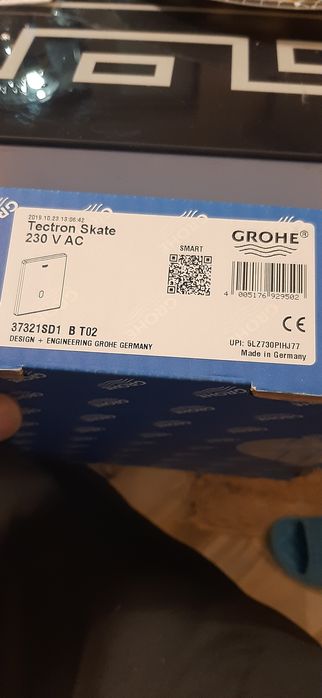 2019.10.23 13:06:42
Tectron Skate
230 V AC
SMART
GROHE®
4 005176 929502
CE
37321SD1 B T02
DESIGN + ENGINEERING GROHE GERMANY
UPI: 5LZ730PIHJ77
Made in Germany
GROHE